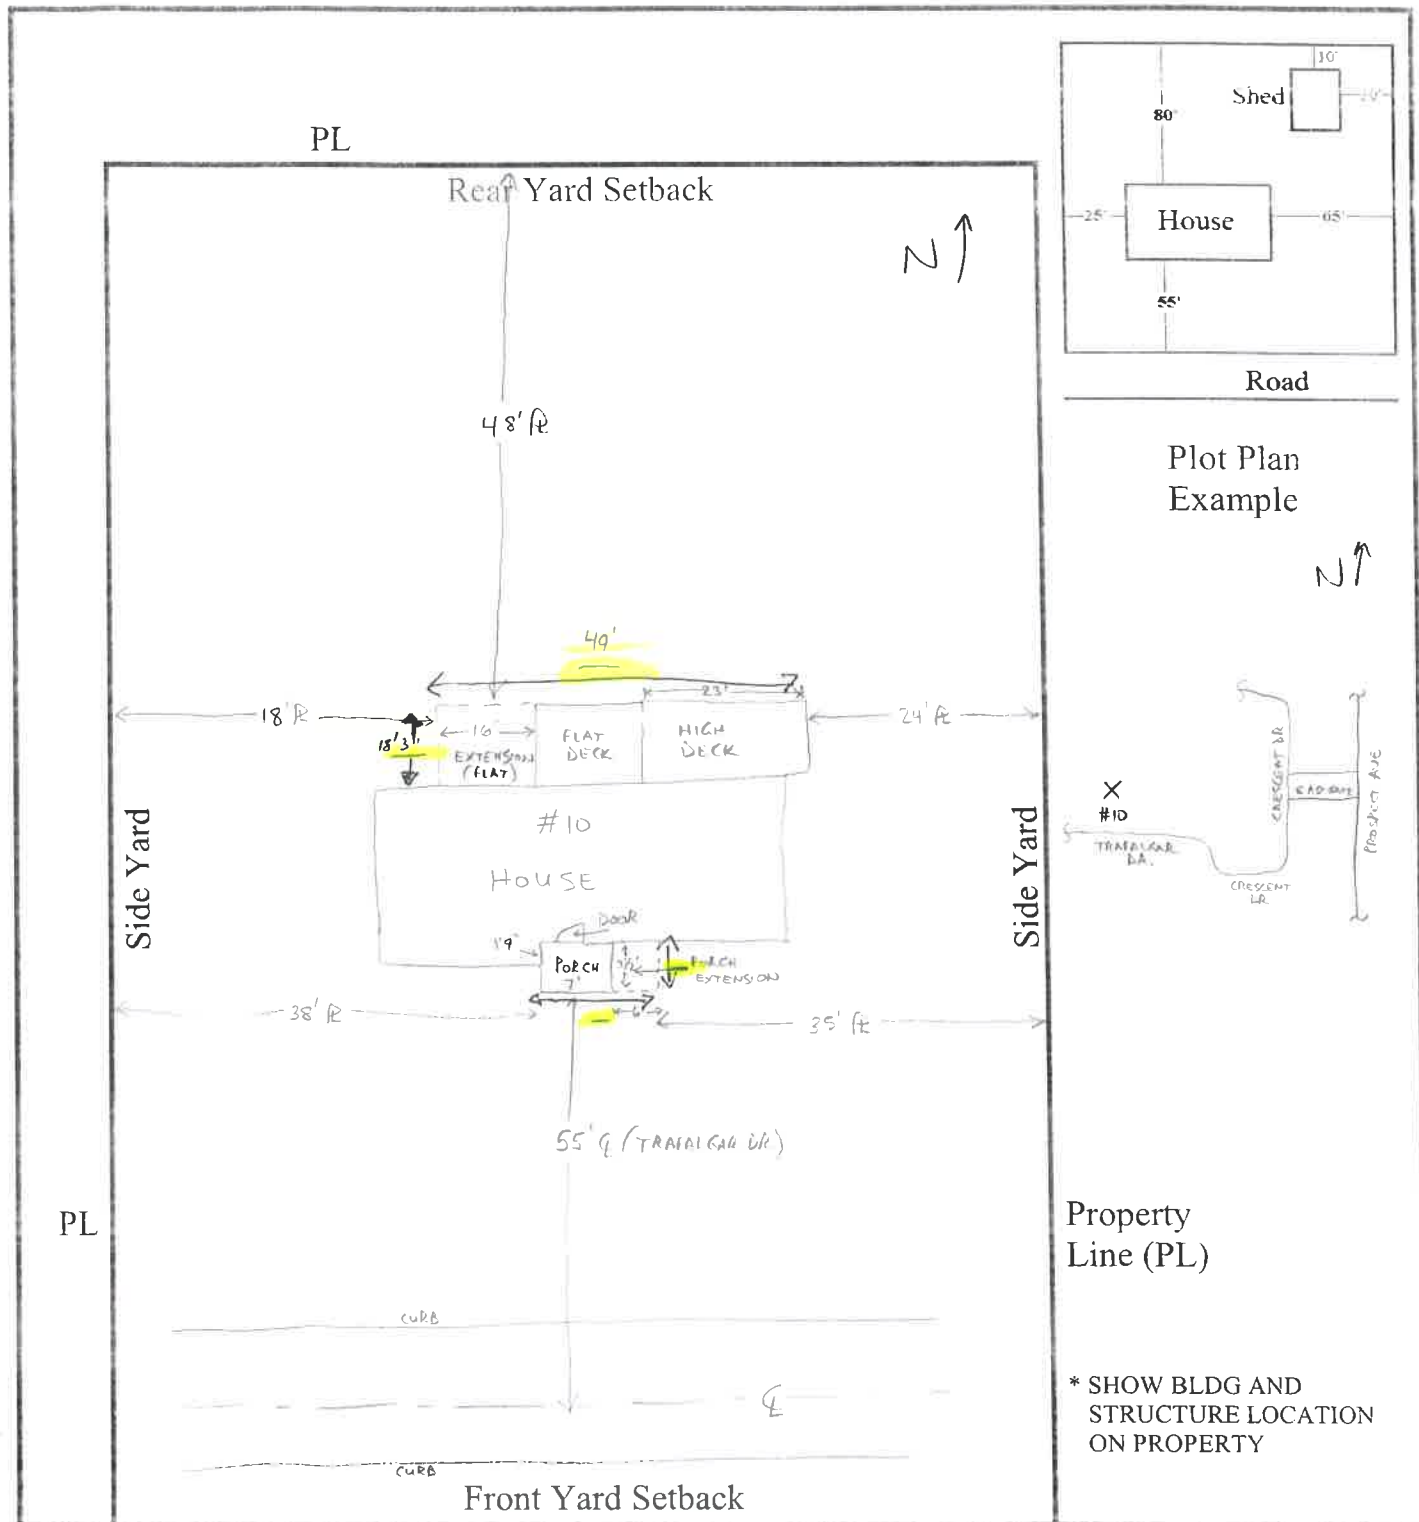 PL
Rear Yard Setback
N
48' ft
49'
23'
18' ft
16'
18' 3"
EXTENSION
(FLAT)
FLAT
DECK
HIGH
DECK
24' ft
#10
HOUSE
DOOR
1'9"
PORCH
7'
PORCH
EXTENSION
6'
38' ft
35' ft
55' ℄ (TRAFALGAR DR)
Side Yard
Side Yard
PL
CURB
℄
CURB
Front Yard Setback
10'
Shed
80'
25'
House
65'
55'
Road
Plot Plan
Example
N
CRESCENT DR
PROSPECT AVE
#10
TRAFALGAR
DR.
CRESCENT
DR
Property
Line (PL)
* SHOW BLDG AND
STRUCTURE LOCATION
ON PROPERTY